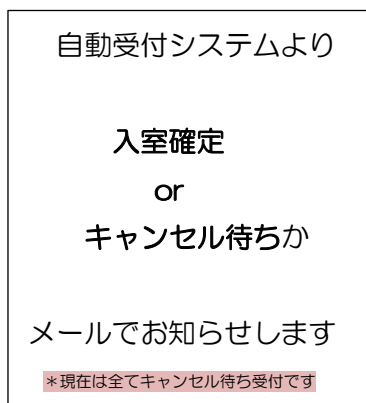 自動受付システムより
入室確定
or
キャンセル待ちか
メールでお知らせします
*現在は全てキャンセル待ち受付です